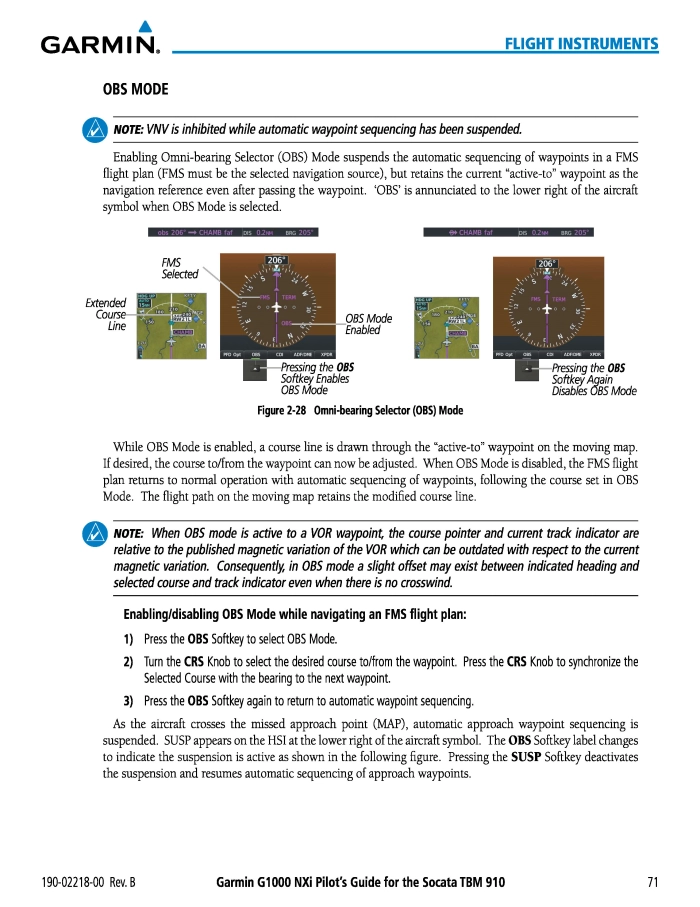 GARMIN.
FLIGHT INSTRUMENTS
OBS MODE
NOTE: VNV is inhibited while automatic waypoint sequencing has been suspended.
Enabling Omni-bearing Selector (OBS) Mode suspends the automatic sequencing of waypoints in a FMS
flight plan (FMS must be the selected navigation source), but retains the current “active-to” waypoint as the
navigation reference even after passing the waypoint.  ‘OBS’ is annunciated to the lower right of the aircraft
symbol when OBS Mode is selected.
obs 206° CHAMB faf DIS 0.2NM BRG 205°
CHAMB faf DIS 0.2NM BRG 205°
FMS
Selected
206°
FMS TERM
OBS
Extended
Course
Line
OBS Mode
Enabled
PFD Opt OBS CDI ADF/DME XPDR
Pressing the OBS
Softkey Enables
OBS Mode
206°
FMS TERM
PFD Opt OBS CDI ADF/DME XPDR
Pressing the OBS
Softkey Again
Disables OBS Mode
Figure 2-28 Omni-bearing Selector (OBS) Mode
While OBS Mode is enabled, a course line is drawn through the “active-to” waypoint on the moving map.
If desired, the course to/from the waypoint can now be adjusted.  When OBS Mode is disabled, the FMS flight
plan returns to normal operation with automatic sequencing of waypoints, following the course set in OBS
Mode.  The flight path on the moving map retains the modified course line.
NOTE: When OBS mode is active to a VOR waypoint, the course pointer and current track indicator are
relative to the published magnetic variation of the VOR which can be outdated with respect to the current
magnetic variation.  Consequently, in OBS mode a slight offset may exist between indicated heading and
selected course and track indicator even when there is no crosswind.
Enabling/disabling OBS Mode while navigating an FMS flight plan:
1) Press the OBS Softkey to select OBS Mode.
2) Turn the CRS Knob to select the desired course to/from the waypoint.  Press the CRS Knob to synchronize the
Selected Course with the bearing to the next waypoint.
3) Press the OBS Softkey again to return to automatic waypoint sequencing.
As the aircraft crosses the missed approach point (MAP), automatic approach waypoint sequencing is
suspended.  SUSP appears on the HSI at the lower right of the aircraft symbol.  The OBS Softkey label changes
to indicate the suspension is active as shown in the following figure.  Pressing the SUSP Softkey deactivates
the suspension and resumes automatic sequencing of approach waypoints.
190-02218-00 Rev. B
Garmin G1000 NXi Pilot’s Guide for the Socata TBM 910
71